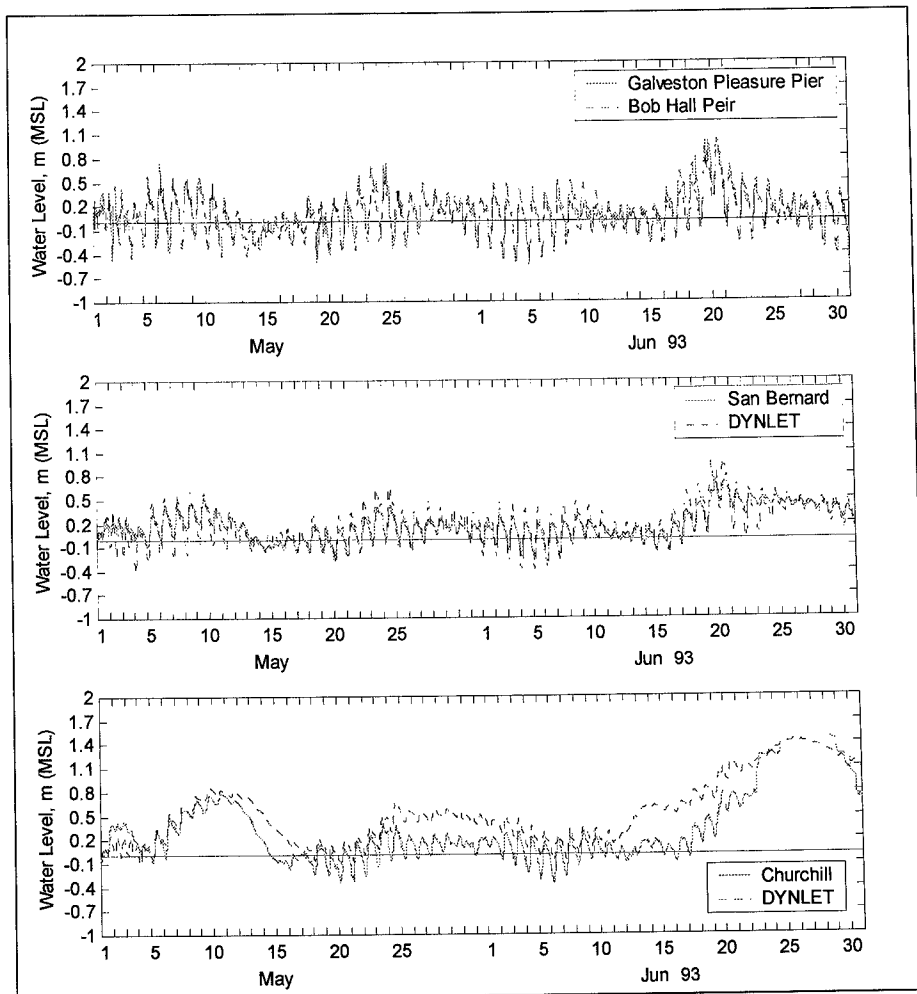 2
1.7
1.4
1.1
0.8
0.5
0.2
-0.1
-0.4
-0.7
-1
Water Level, m (MSL)
Galveston Pleasure Pier
Bob Hall Peir
1 5 10 15 20 25 1 5 10 15 20 25 30
May Jun 93
2
1.7
1.4
1.1
0.8
0.5
0.2
-0.1
-0.4
-0.7
-1
Water Level, m (MSL)
San Bernard
DYNLET
1 5 10 15 20 25 1 5 10 15 20 25 30
May Jun 93
2
1.7
1.4
1.1
0.8
0.5
0.2
-0.1
-0.4
-0.7
-1
Water Level, m (MSL)
Churchill
DYNLET
1 5 10 15 20 25 1 5 10 15 20 25 30
May Jun 93